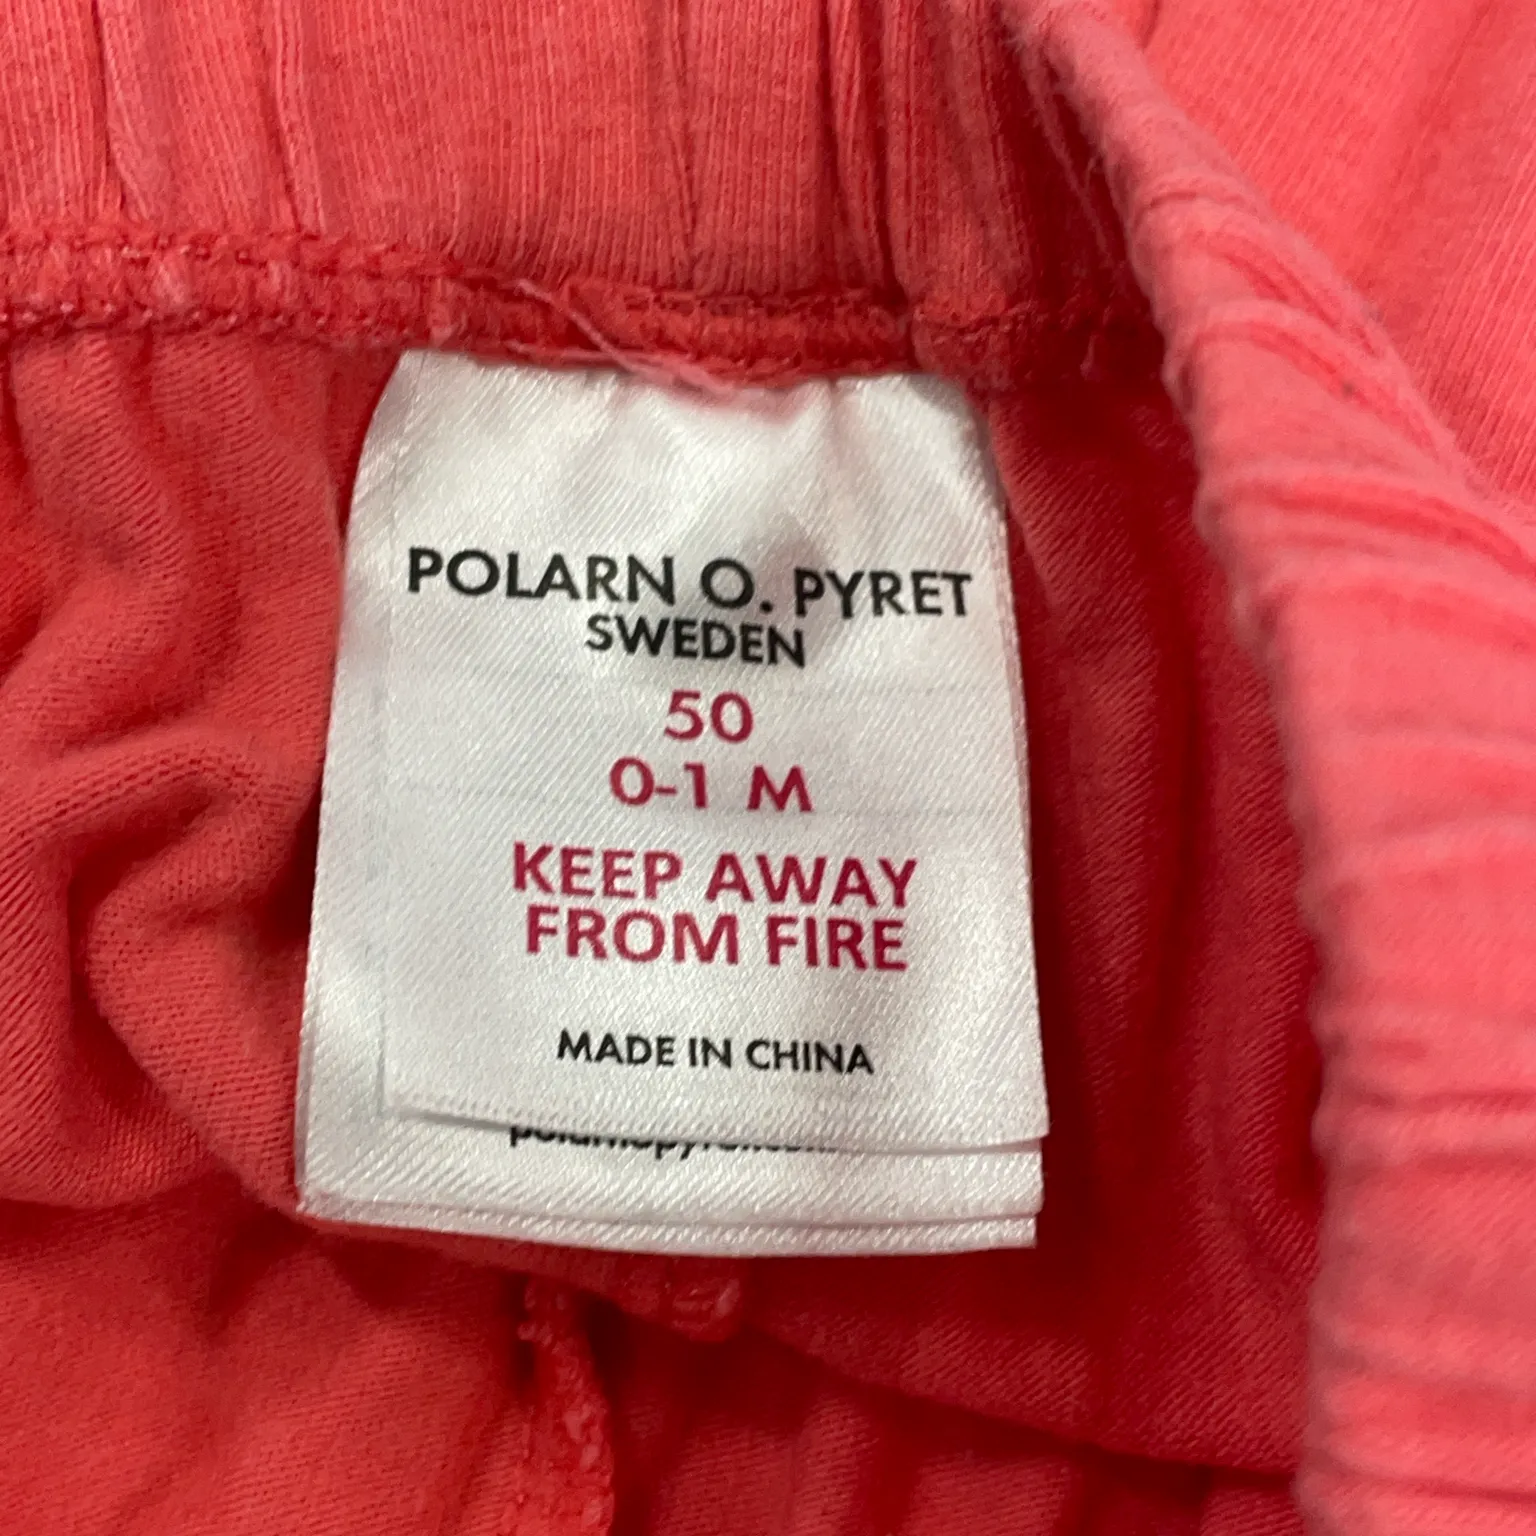 POLARN O. PYRET
SWEDEN
50
0-1 M
KEEP AWAY
FROM FIRE
MADE IN CHINA